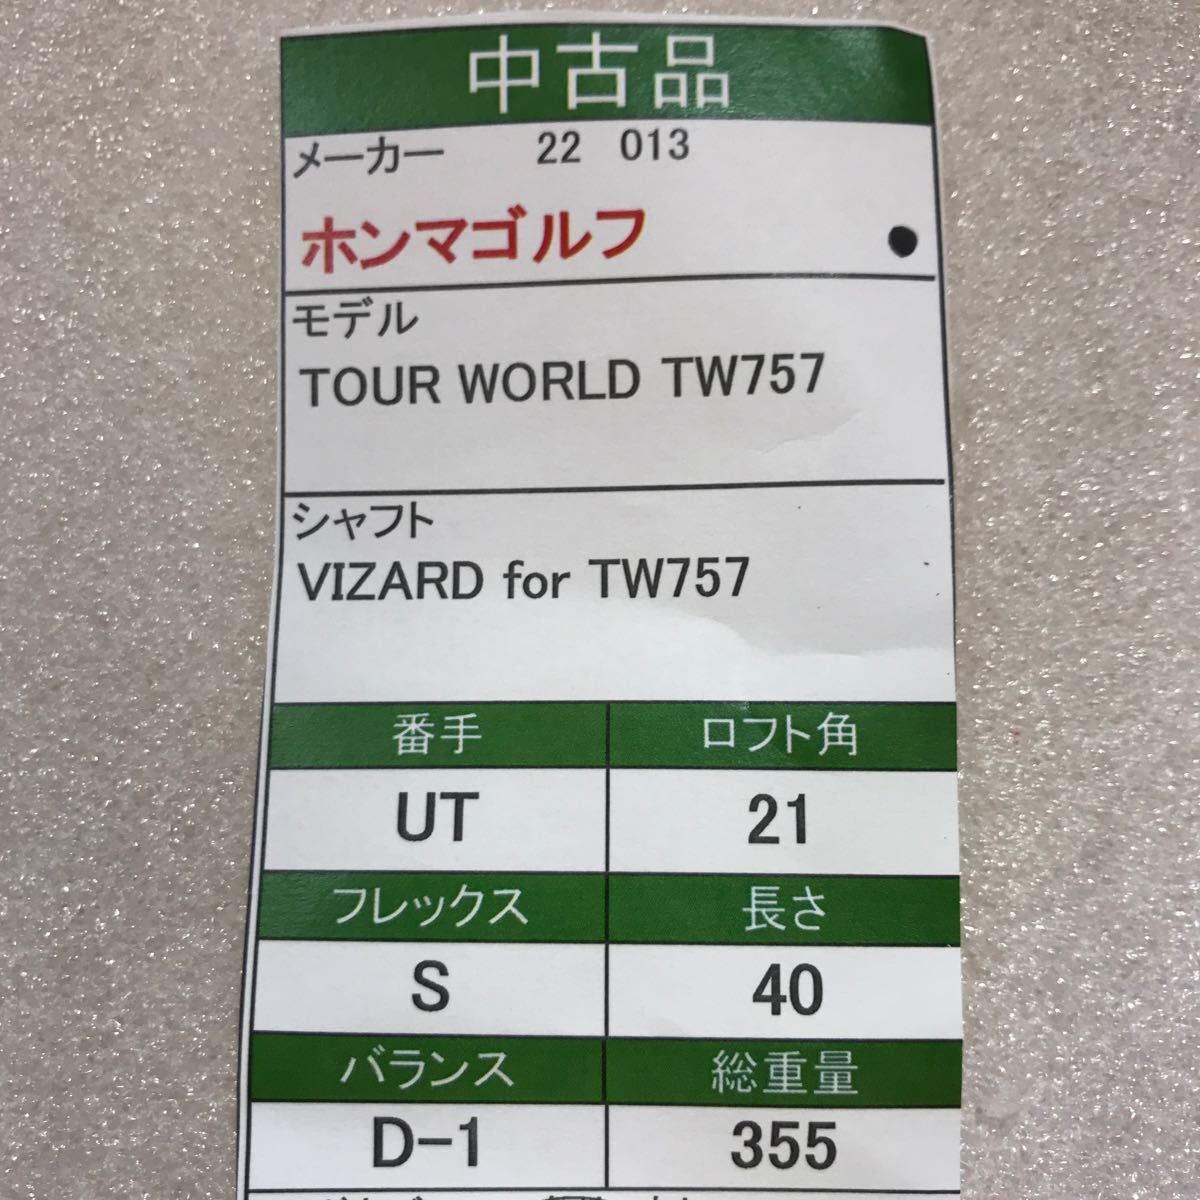 中古品
メーカー 22 013
ホンマゴルフ
モデル
TOUR WORLD TW757
シャフト
VIZARD for TW757
番手 ロフト角
UT 21
フレックス 長さ
S 40
バランス 総重量
D-1 355